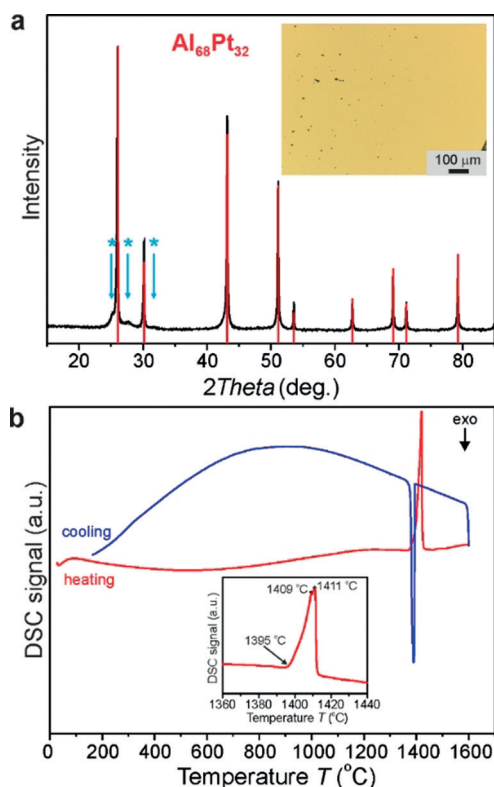 a
Al68Pt32
100 μm
* * *
Intensity
20 30 40 50 60 70 80
2Theta (deg.)
b
exo
cooling
heating
DSC signal (a.u.)
1409 °C
1411 °C
1395 °C
DSC signal (a.u.)
1360 1380 1400 1420 1440
Temperature T (°C)
0 200 400 600 800 1000 1200 1400 1600
Temperature T (°C)